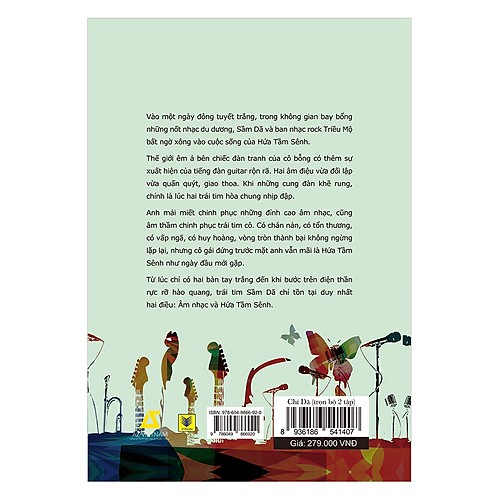 Vào một ngày đông tuyết trắng, trong không gian bay bổng
những nốt nhạc du dương, Sầm Dã và ban nhạc rock Triều Mộ
bất ngờ xông vào cuộc sống của Hứa Tầm Sênh.
Thế giới êm ả bên chiếc đàn tranh của cô bỗng có thêm sự
xuất hiện của tiếng đàn guitar rộn rã. Hai âm điệu vừa đối lập
vừa quấn quýt, giao thoa. Khi những cung đàn khẽ rung,
chính là lúc hai trái tim hòa chung nhịp đập.
Anh mải miết chinh phục những đỉnh cao âm nhạc, cũng
âm thầm chinh phục trái tim cô. Có chán nản, có tổn thương,
có vấp ngã, có huy hoàng, vòng tròn thành bại không ngừng
lặp lại, nhưng cô gái đứng trước mặt anh vẫn mãi là Hứa Tầm
Sênh như ngày đầu mới gặp.
Từ lúc chỉ có hai bàn tay trắng đến khi bước trên điện thần
rực rỡ hào quang, trái tim Sầm Dã chỉ tồn tại duy nhất
hai điều: Âm nhạc và Hứa Tầm Sênh.
ISBN: 978-604-9866-92-0
9 786049 866920
Chỉ Dã (trọn bộ 2 tập)
8 936186 541407
Giá: 279.000 VNĐ